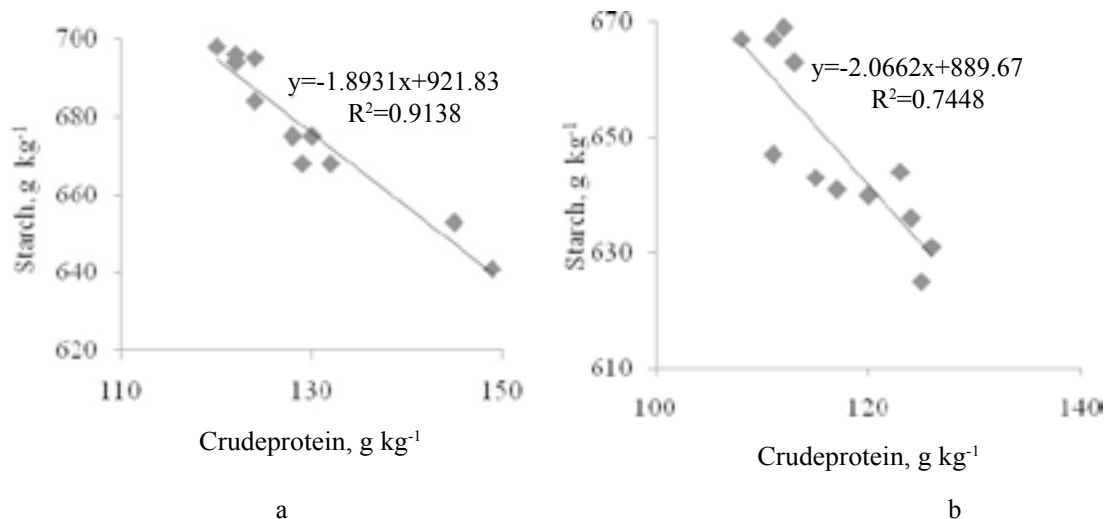 700
680
660
640
620
110
130
150
Starch, g kg⁻¹
y=-1.8931x+921.83
R²=0.9138
Crudeprotein, g kg⁻¹
a
670
650
630
610
100
120
140
Starch, g kg⁻¹
y=-2.0662x+889.67
R²=0.7448
Crudeprotein, g kg⁻¹
b